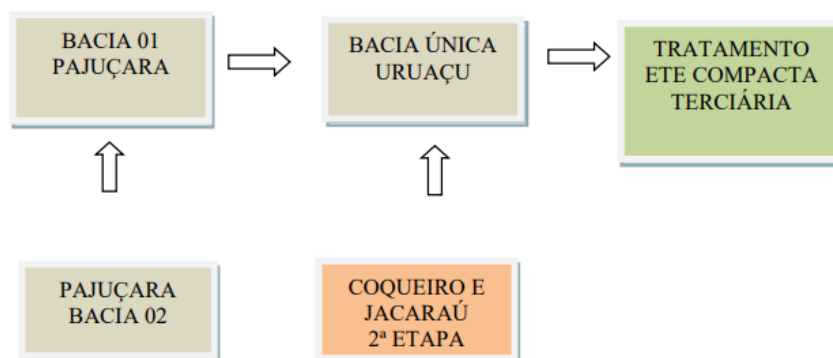 BACIA 01
PAJUÇARA
BACIA ÚNICA
URUAÇU
TRATAMENTO
ETE COMPACTA
TERCIÁRIA
PAJUÇARA
BACIA 02
COQUEIRO E
JACARAÚ
2ª ETAPA